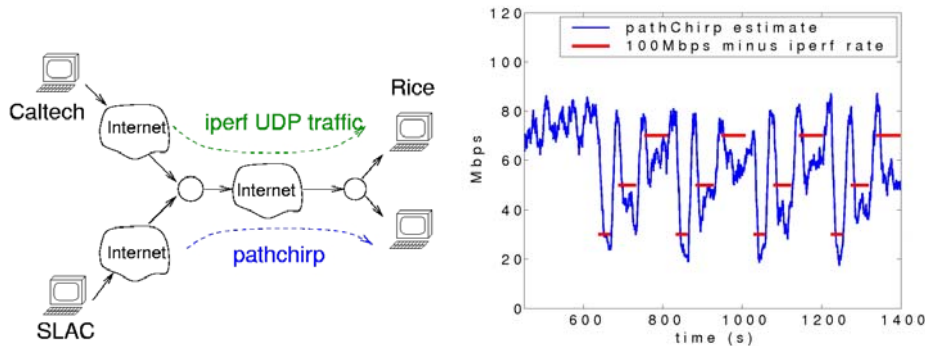 Caltech
Internet
iperf UDP traffic
Rice
Internet
Internet
pathchirp
SLAC
120
100
80
60
40
20
0
Mbps
pathChirp estimate
100Mbps minus iperf rate
600 800 1000 1200 1400
time (s)